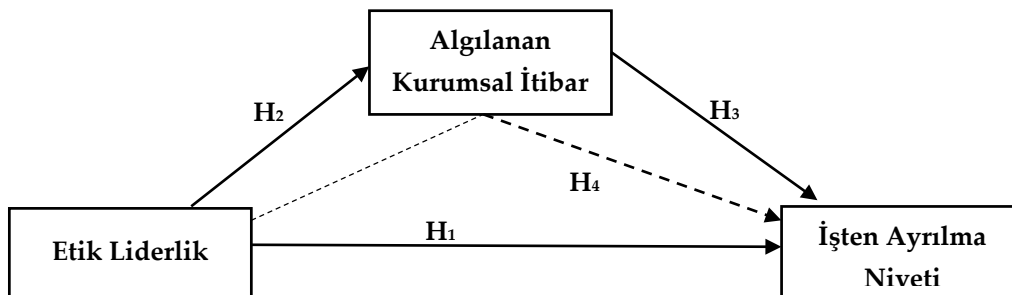 Algılanan
Kurumsal İtibar
H2
H3
H4
H1
Etik Liderlik
İşten Ayrılma
Niyeti